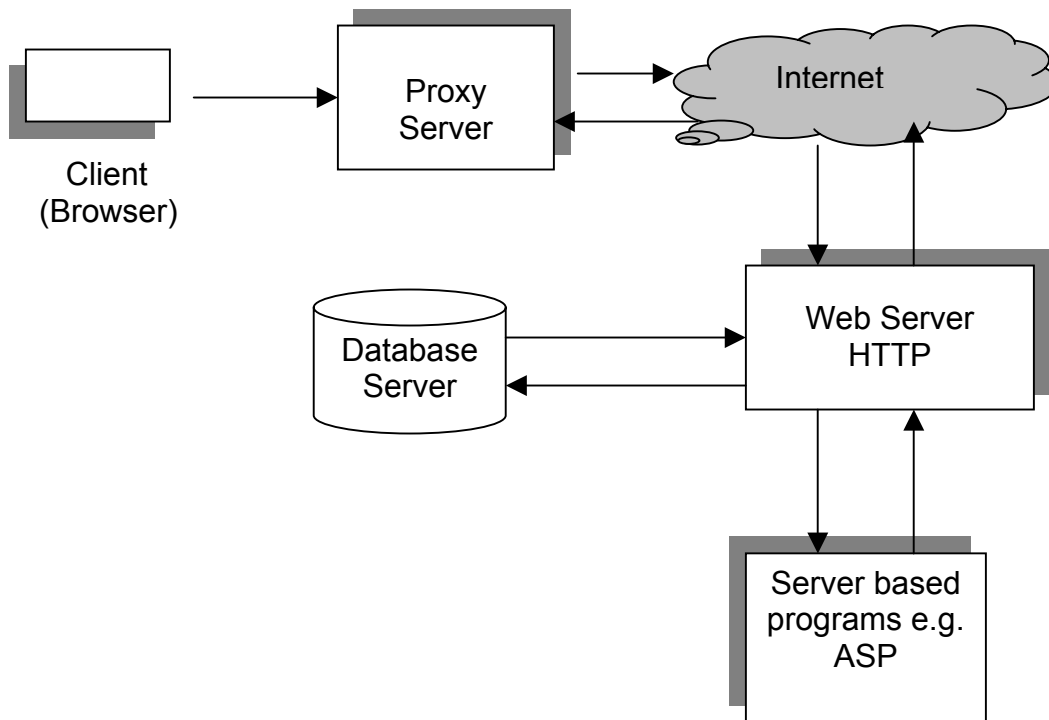 Proxy
Server
Internet
Client
(Browser)
Database
Server
Web Server
HTTP
Server based
programs e.g.
ASP